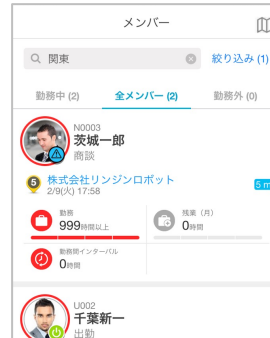 メンバー
関東
絞り込み (1)
勤務中 (2)
全メンバー (2)
勤務外 (0)
N0003
茨城一郎
商談
5
株式会社リンジンロボット
2/9(火) 17:58
5 m
勤務
999時間以上
残業（月）
0時間
勤務間インターバル
0時間
U002
千葉新一
出勤